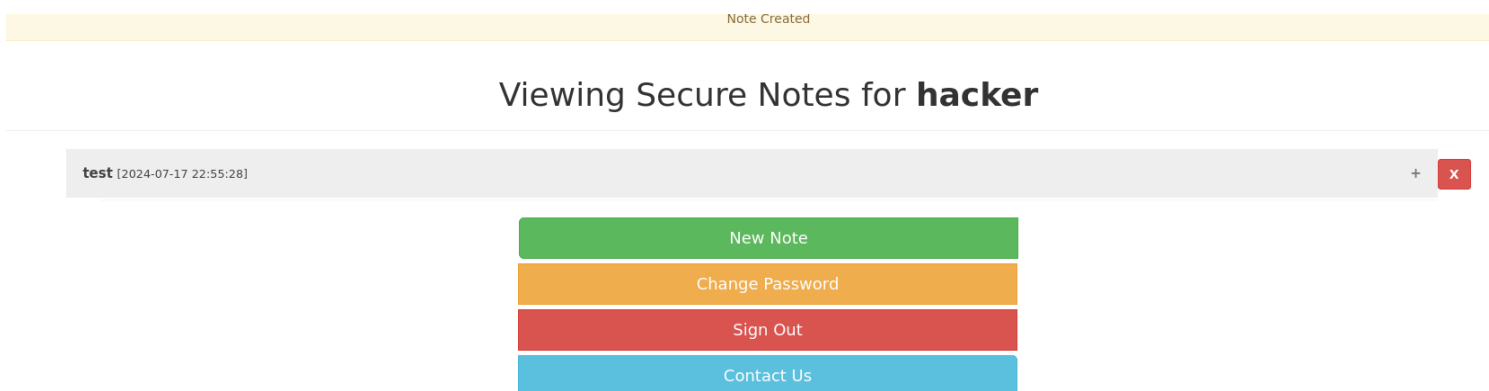 Note Created
Viewing Secure Notes for hacker
test [2024-07-17 22:55:28] + X
New Note
Change Password
Sign Out
Contact Us